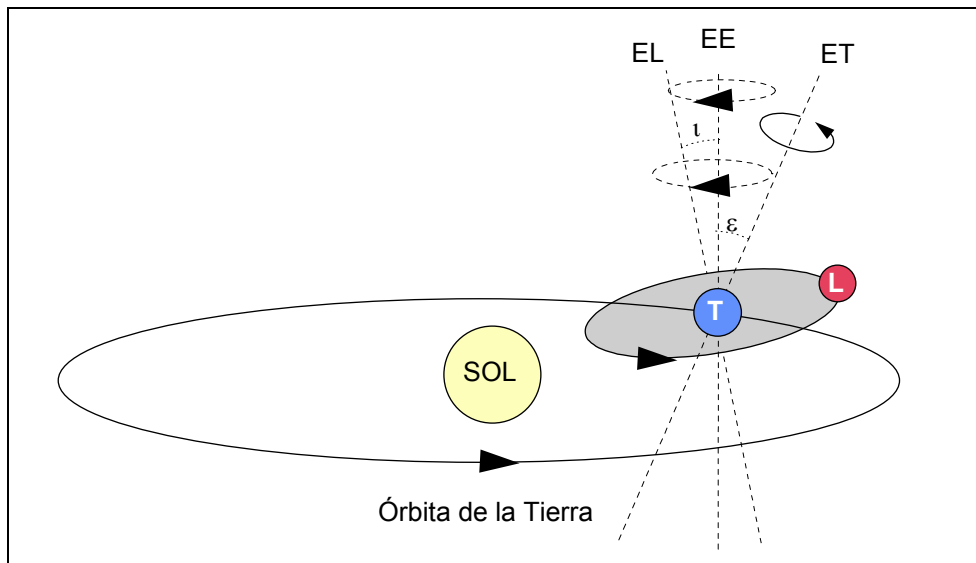 EL
EE
ET
ι
ε
L
T
SOL
Órbita de la Tierra